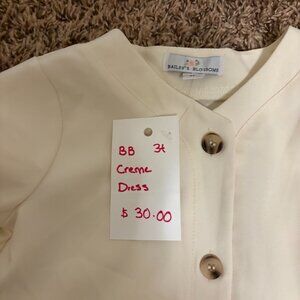 BAILEY'S BLOSSOMS
BB 3t
Creme
Dress
$ 30.00